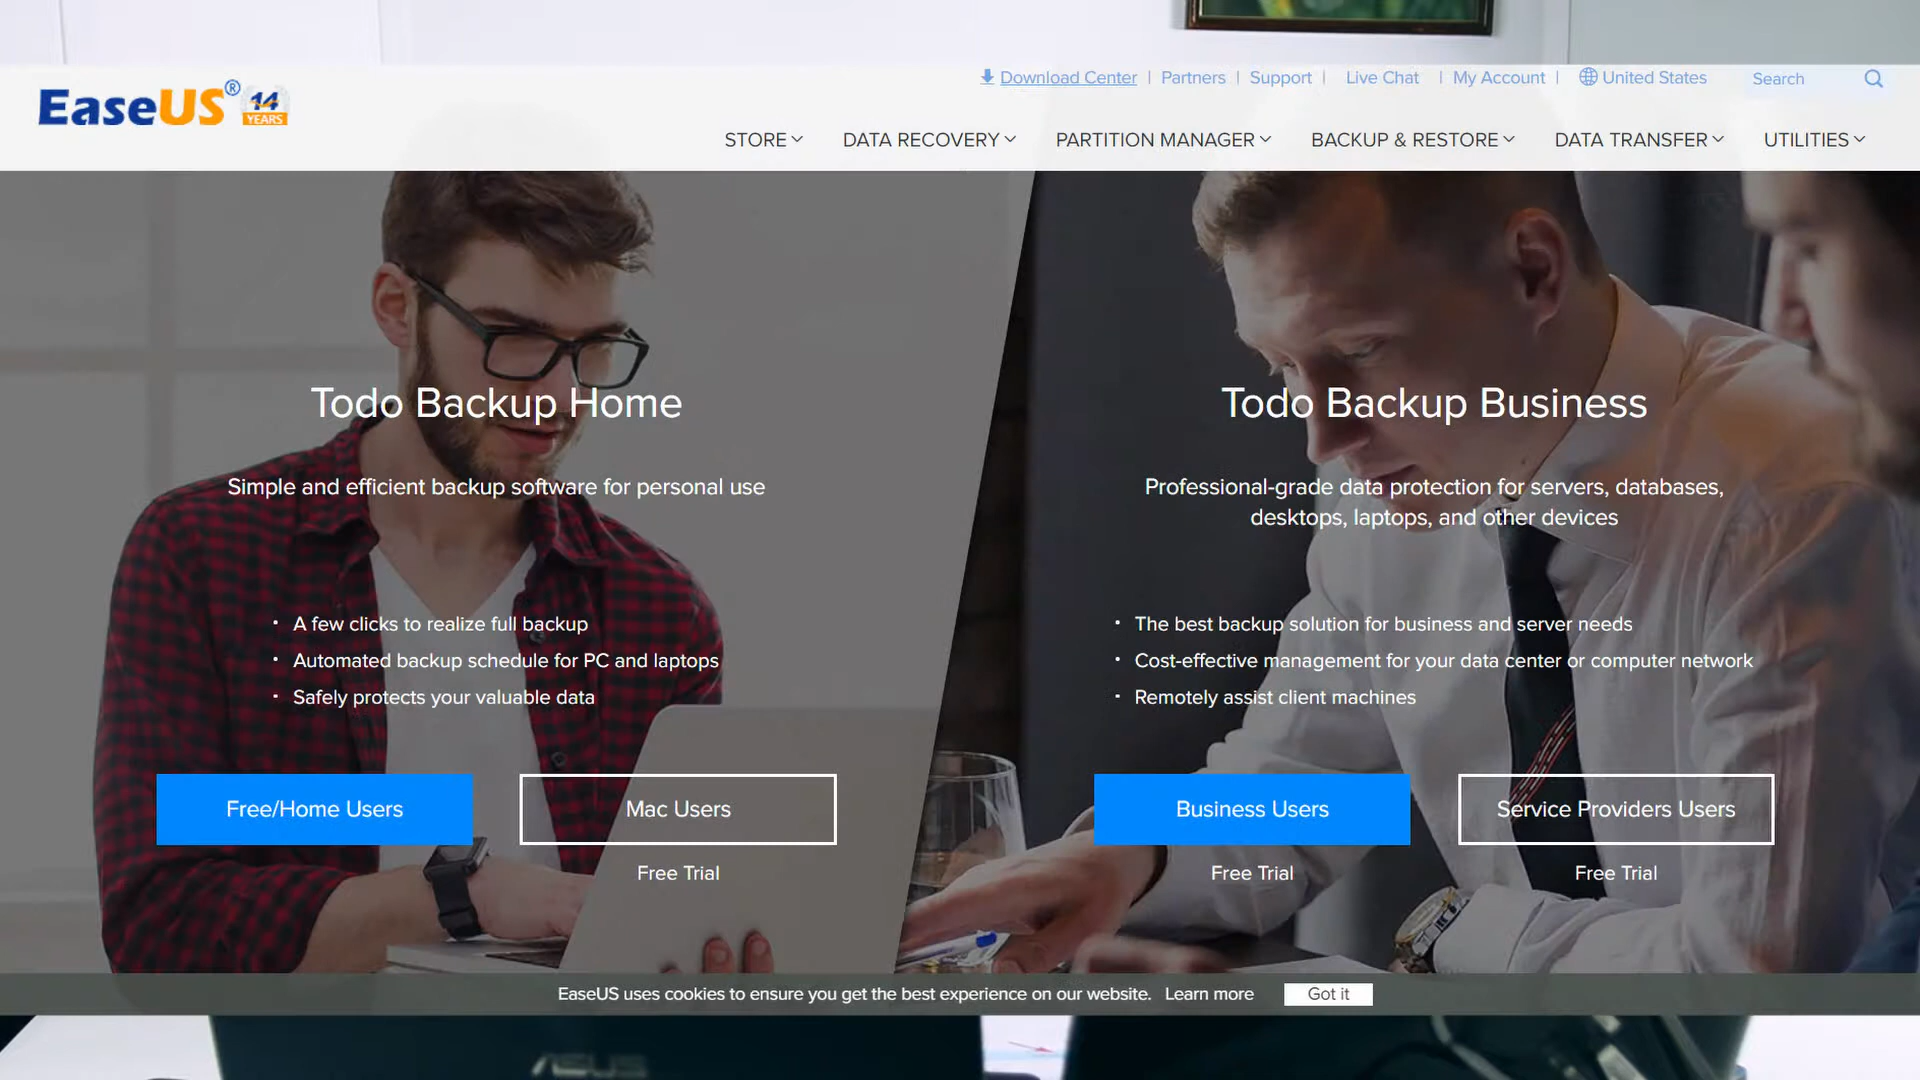 EaseUS®
14
YEARS
Download Center | Partners | Support | Live Chat | My Account | United States
Search
STORE
DATA RECOVERY
PARTITION MANAGER
BACKUP & RESTORE
DATA TRANSFER
UTILITIES
Todo Backup Home
Simple and efficient backup software for personal use
• A few clicks to realize full backup
• Automated backup schedule for PC and laptops
• Safely protects your valuable data
Free/Home Users
Mac Users
Free Trial
Todo Backup Business
Professional-grade data protection for servers, databases,
desktops, laptops, and other devices
• The best backup solution for business and server needs
• Cost-effective management for your data center or computer network
• Remotely assist client machines
Business Users
Free Trial
Service Providers Users
Free Trial
EaseUS uses cookies to ensure you get the best experience on our website. Learn more
Got it
ASUS